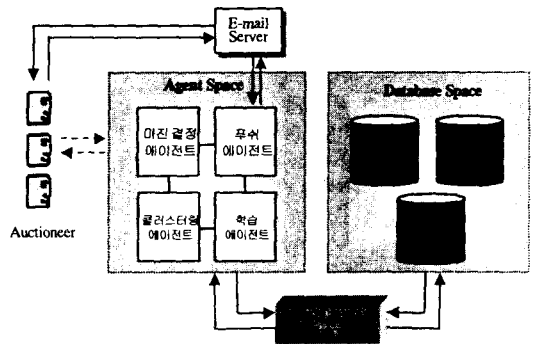 E-mail
Server
Agent Space
Database Space
마진 결정
에이전트
푸쉬
에이전트
클러스터링
에이전트
학습
에이전트
Auctioneer